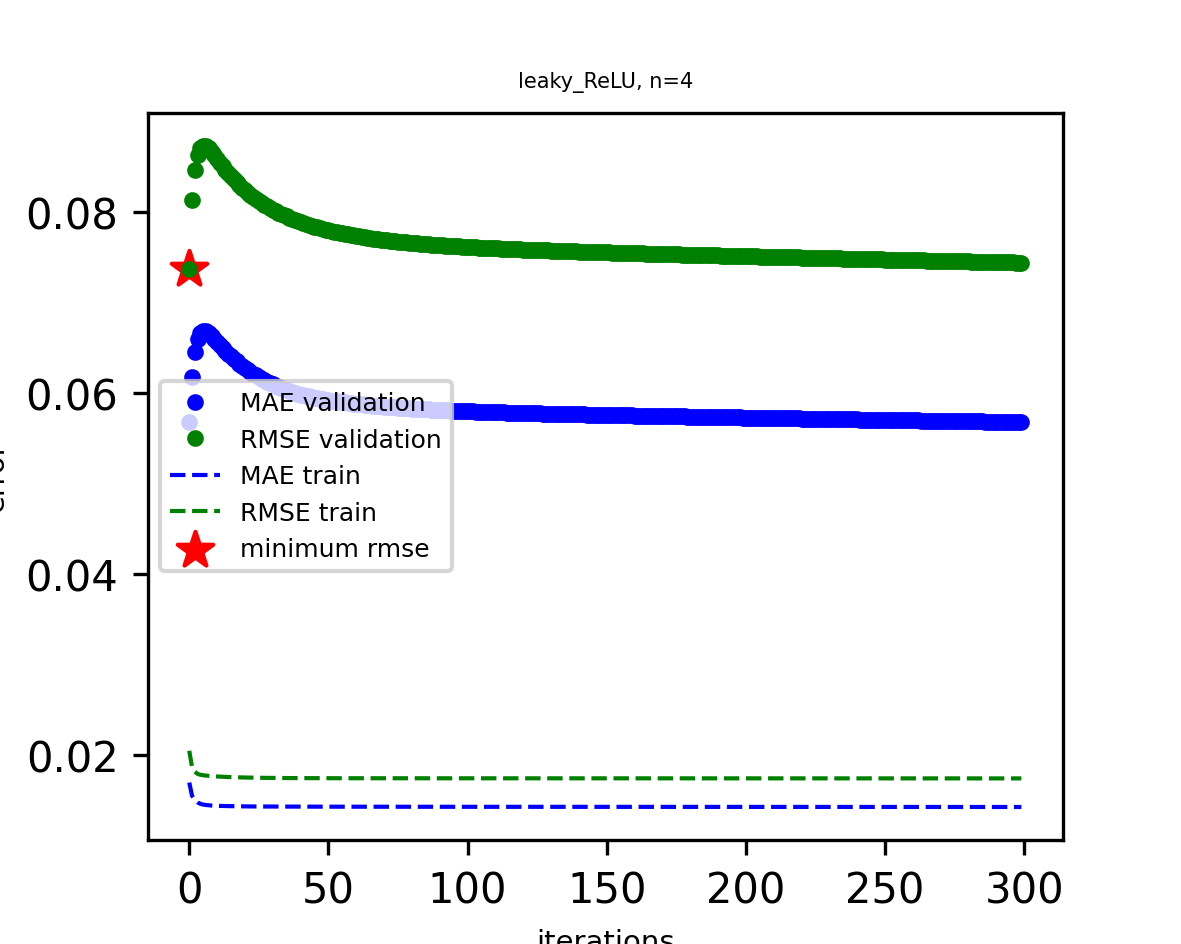 leaky_ReLU, n=4
0.08
0.06
0.04
0.02
MAE validation
RMSE validation
MAE train
RMSE train
minimum rmse
0 50 100 150 200 250 300
iterations